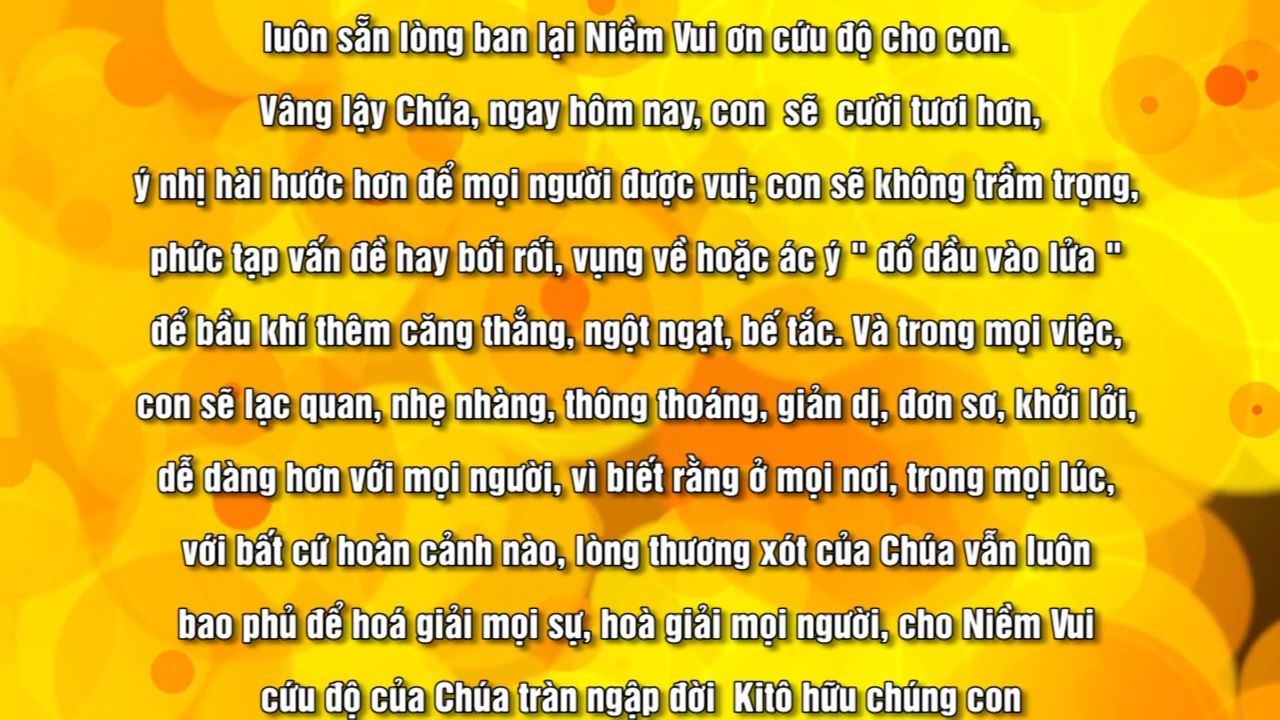 luôn sẵn lòng ban lại Niềm Vui ơn cứu độ cho con.
Vâng lậy Chúa, ngay hôm nay, con sẽ cười tươi hơn,
ý nhị hài hước hơn để mọi người được vui; con sẽ không trầm trọng,
phức tạp vấn đề hay bối rối, vụng về hoặc ác ý " đổ dầu vào lửa "
để bầu khí thêm căng thẳng, ngột ngạt, bế tắc. Và trong mọi việc,
con sẽ lạc quan, nhẹ nhàng, thông thoáng, giản dị, đơn sơ, khởi lởi,
dễ dàng hơn với mọi người, vì biết rằng ở mọi nơi, trong mọi lúc,
với bất cứ hoàn cảnh nào, lòng thương xót của Chúa vẫn luôn
bao phủ để hoá giải mọi sự, hoà giải mọi người, cho Niềm Vui
cứu độ của Chúa tràn ngập đời Kitô hữu chúng con